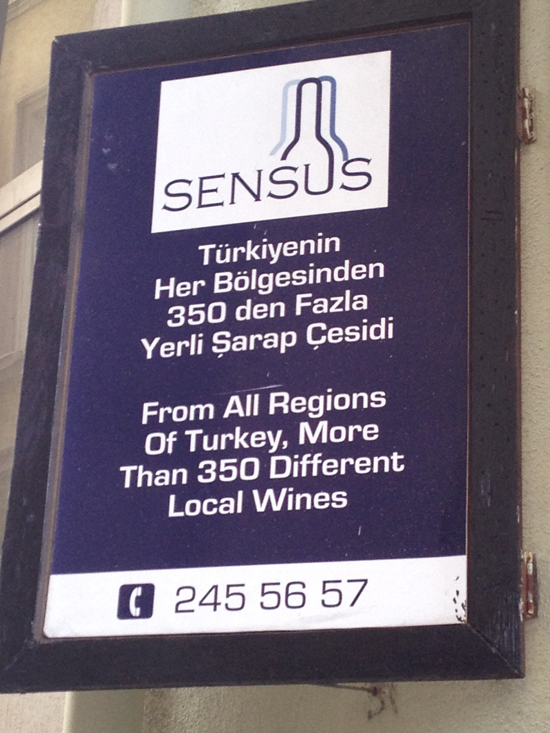 SENSUS
Türkiyenin
Her Bölgesinden
350 den Fazla
Yerli Şarap Çesidi
From All Regions
Of Turkey, More
Than 350 Different
Local Wines
245 56 57